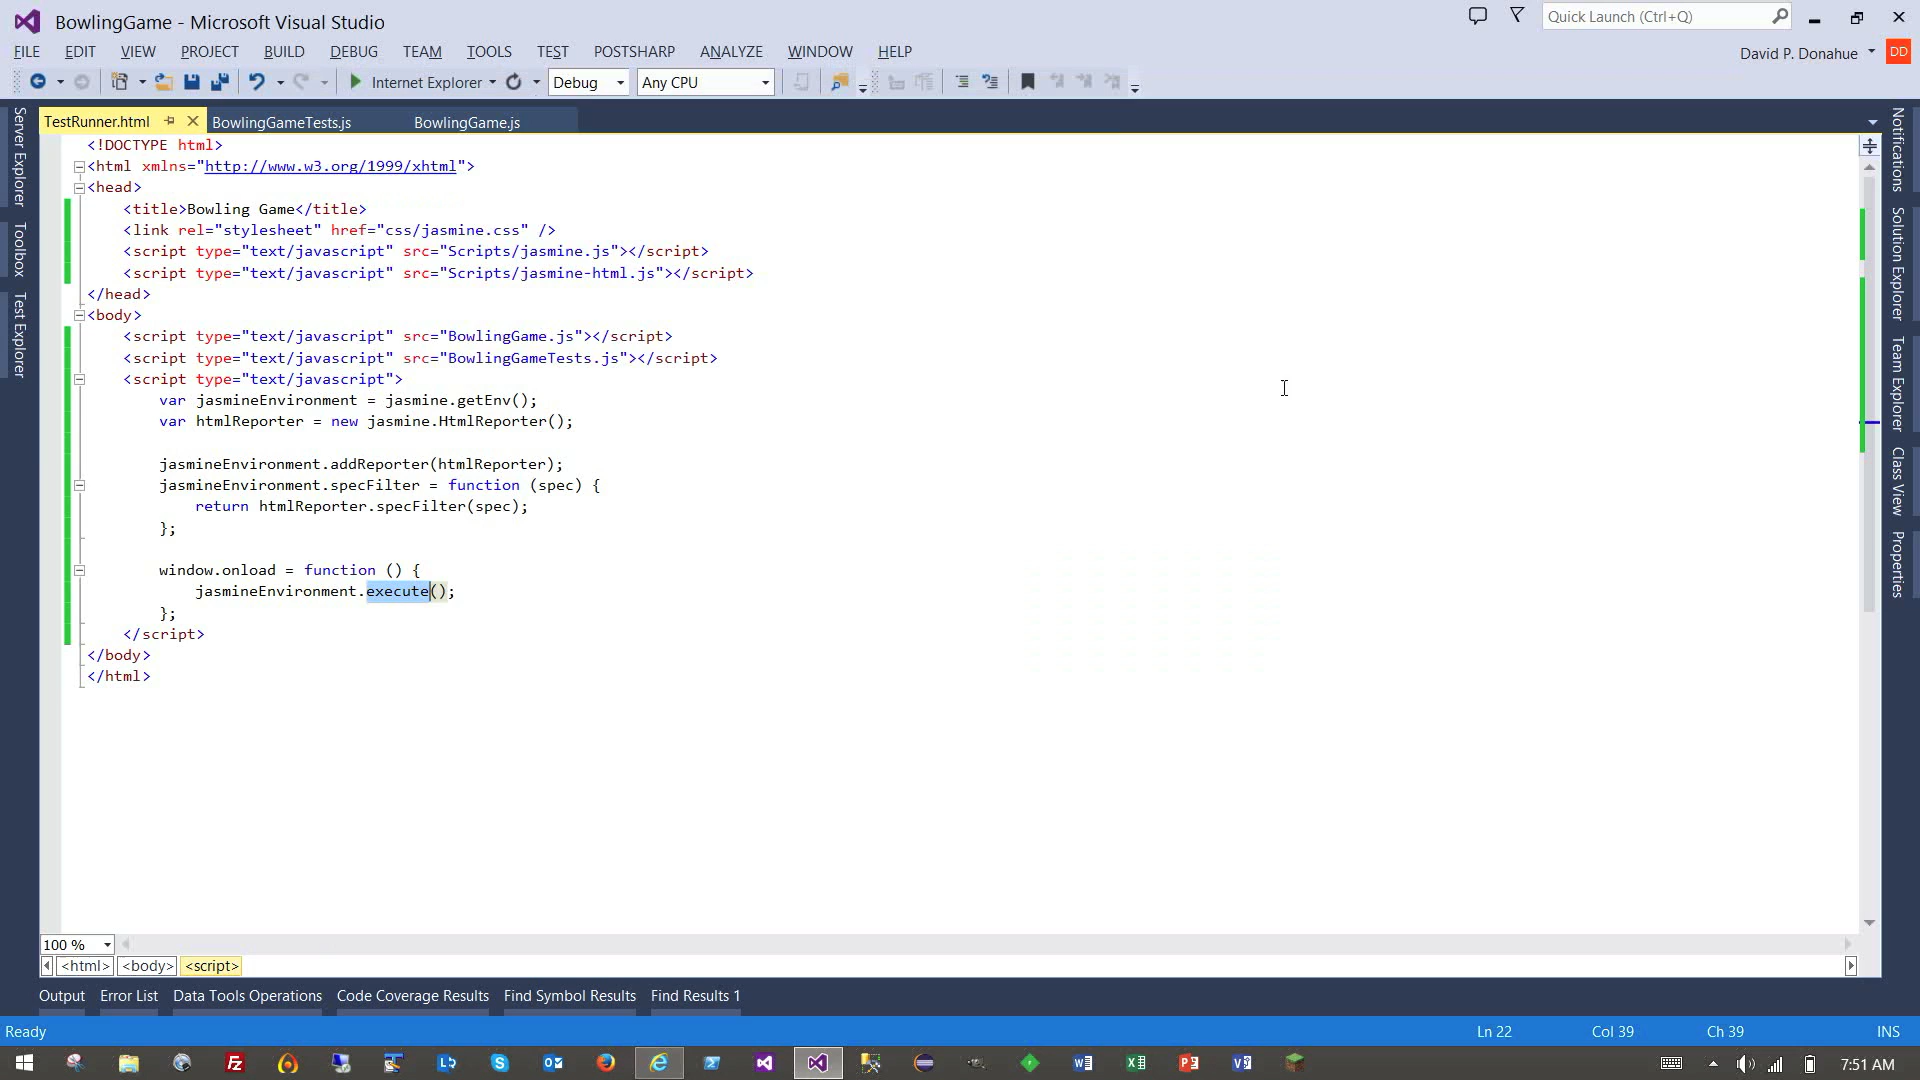 BowlingGame - Microsoft Visual Studio
Quick Launch (Ctrl+Q)
FILE EDIT VIEW PROJECT BUILD DEBUG TEAM TOOLS TEST POSTSHARP ANALYZE WINDOW HELP
David P. Donahue DD
Internet Explorer Debug Any CPU
TestRunner.html BowlingGameTests.js BowlingGame.js
Server Explorer
Toolbox
Test Explorer
<!DOCTYPE html>
<html xmlns="http://www.w3.org/1999/xhtml">
<head>
<title>Bowling Game</title>
<link rel="stylesheet" href="css/jasmine.css" />
<script type="text/javascript" src="Scripts/jasmine.js"></script>
<script type="text/javascript" src="Scripts/jasmine-html.js"></script>
</head>
<body>
<script type="text/javascript" src="BowlingGame.js"></script>
<script type="text/javascript" src="BowlingGameTests.js"></script>
<script type="text/javascript">
var jasmineEnvironment = jasmine.getEnv();
var htmlReporter = new jasmine.HtmlReporter();
jasmineEnvironment.addReporter(htmlReporter);
jasmineEnvironment.specFilter = function (spec) {
return htmlReporter.specFilter(spec);
};
window.onload = function () {
jasmineEnvironment.execute();
};
</script>
</body>
</html>
Notifications
Solution Explorer
Team Explorer
Class View
Properties
100 %
<html> <body> <script>
Output Error List Data Tools Operations Code Coverage Results Find Symbol Results Find Results 1
Ready Ln 22 Col 39 Ch 39 INS
7:51 AM